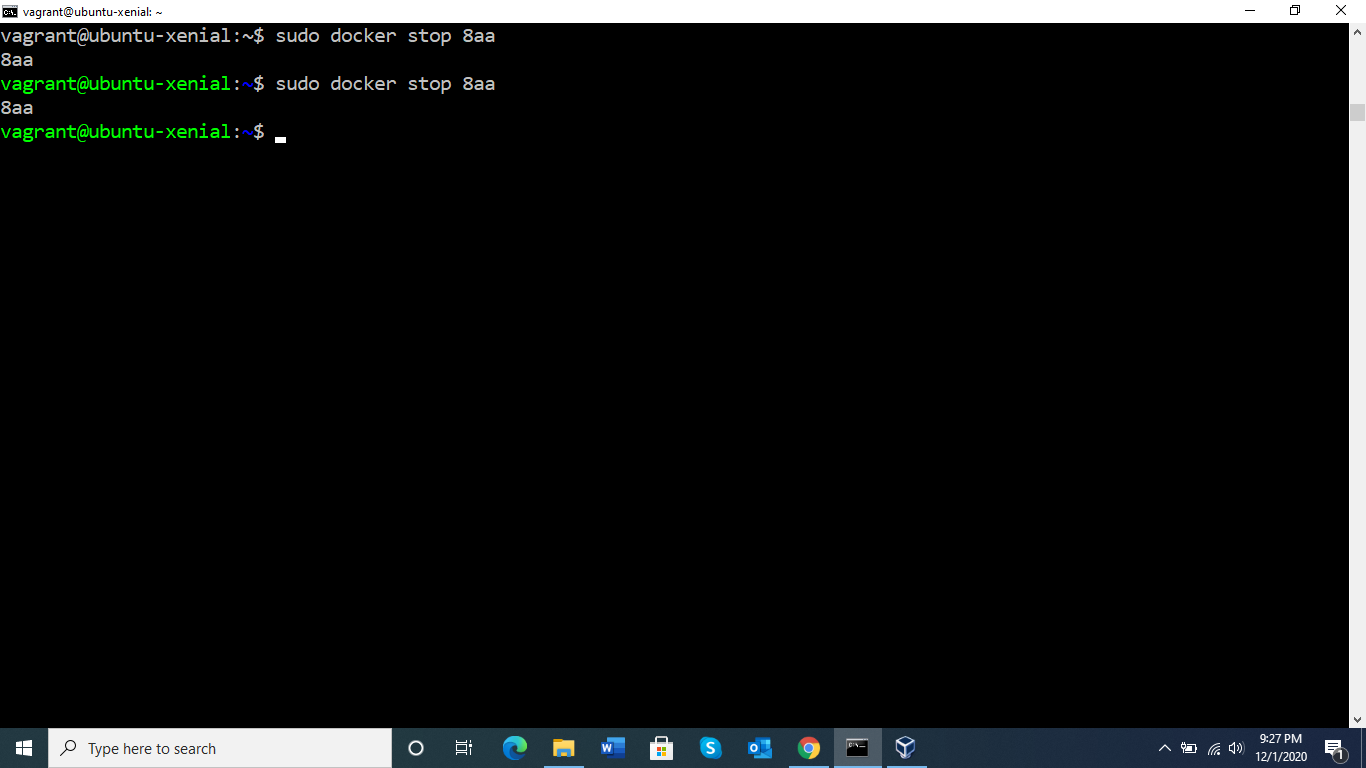 vagrant@ubuntu-xenial: ~
vagrant@ubuntu-xenial:~$ sudo docker stop 8aa
8aa
vagrant@ubuntu-xenial:~$ sudo docker stop 8aa
8aa
vagrant@ubuntu-xenial:~$
Type here to search
9:27 PM
12/1/2020
1